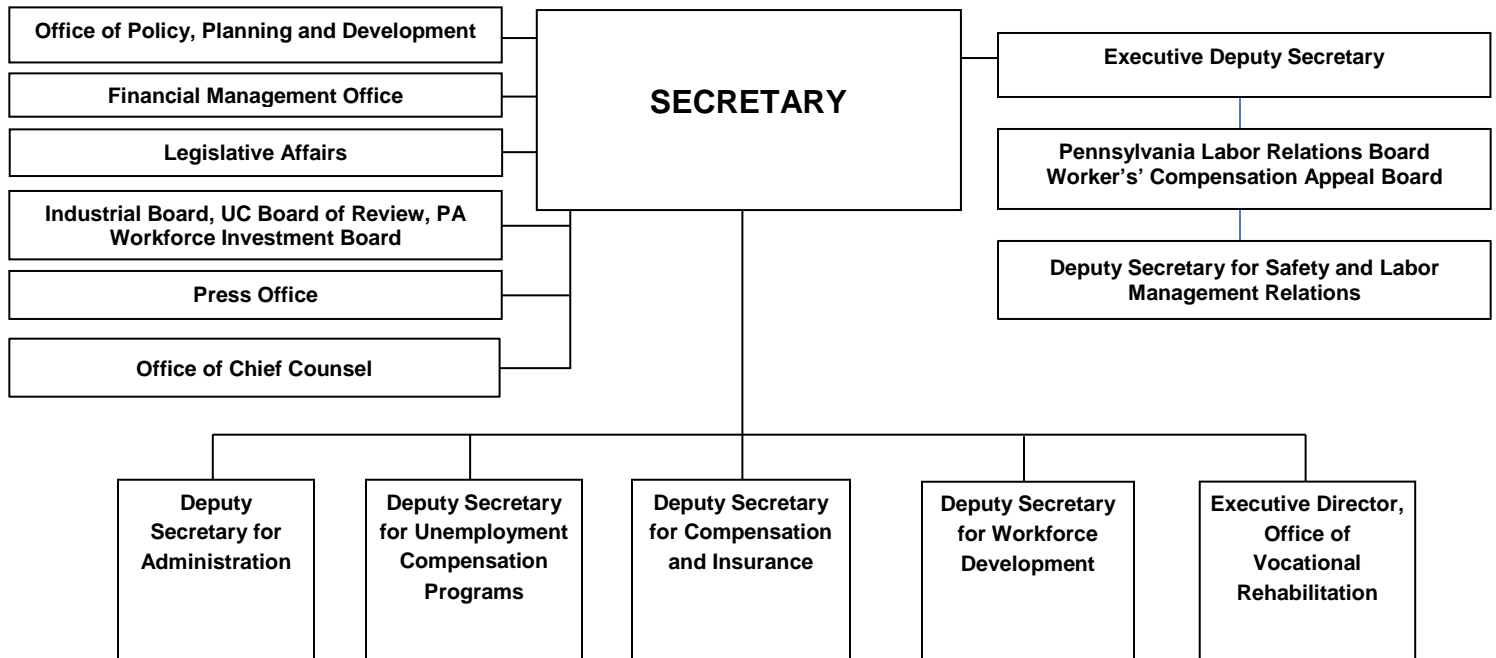 Office of Policy, Planning and Development
Financial Management Office
Legislative Affairs
Industrial Board, UC Board of Review, PA
Workforce Investment Board
Press Office
Office of Chief Counsel
SECRETARY
Executive Deputy Secretary
Pennsylvania Labor Relations Board
Worker’s’ Compensation Appeal Board
Deputy Secretary for Safety and Labor
Management Relations
Deputy
Secretary for
Administration
Deputy Secretary
for Unemployment
Compensation
Programs
Deputy Secretary
for Compensation
and Insurance
Deputy Secretary
for Workforce
Development
Executive Director,
Office of
Vocational
Rehabilitation